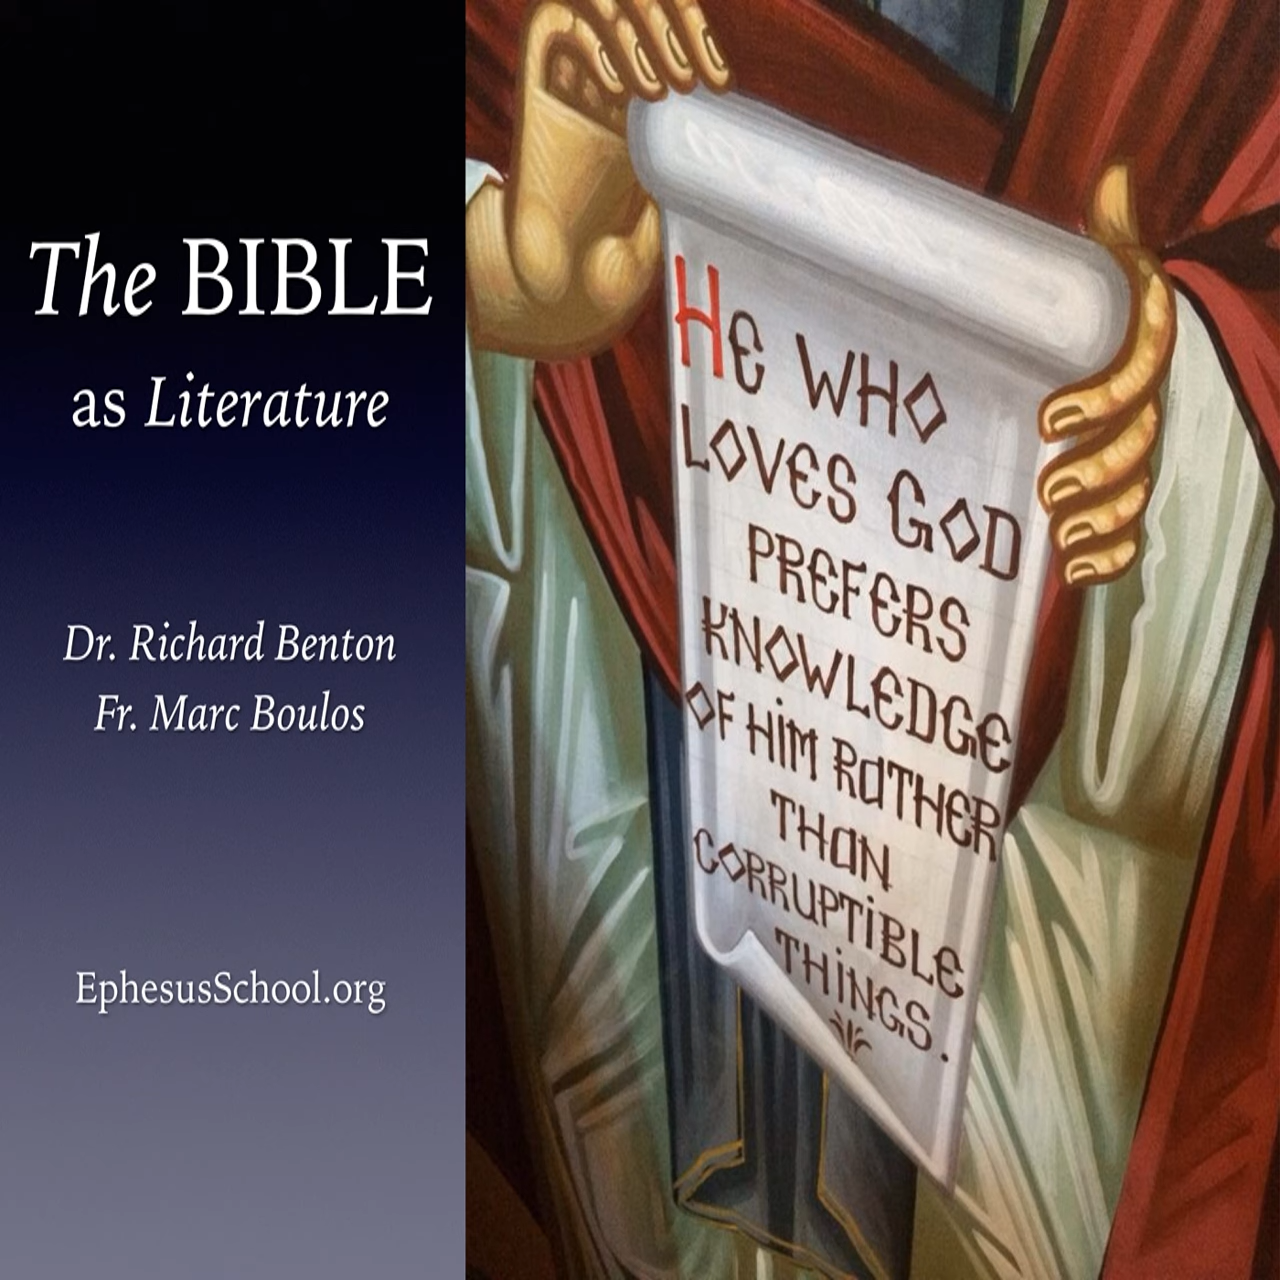 The BIBLE
as Literature
Dr. Richard Benton
Fr. Marc Boulos
EphesusSchool.org
HE WHO
LOVES GOD
PREFERS
KNOWLEDGE
OF HIM RATHER
THAN
CORRUPTIBLE
THINGS.